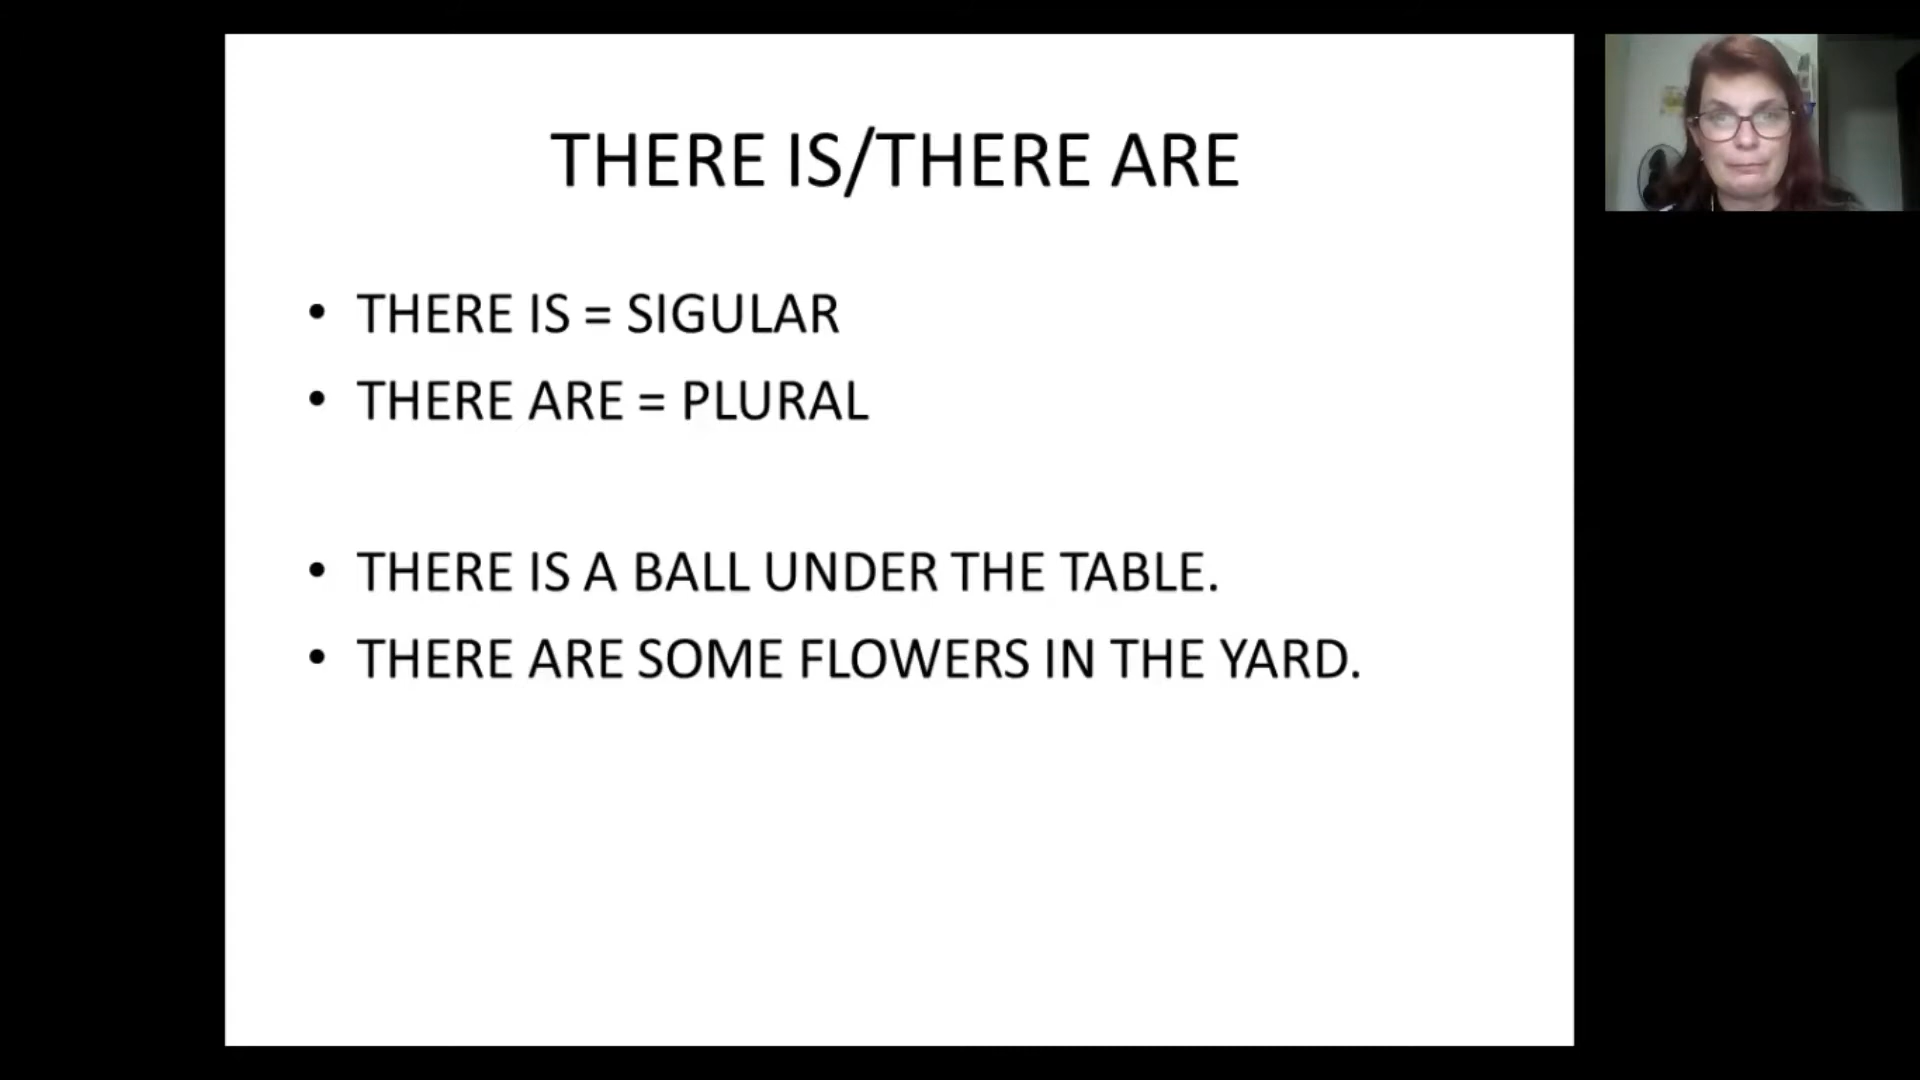 THERE IS/THERE ARE
• THERE IS = SIGULAR
• THERE ARE = PLURAL
• THERE IS A BALL UNDER THE TABLE.
• THERE ARE SOME FLOWERS IN THE YARD.